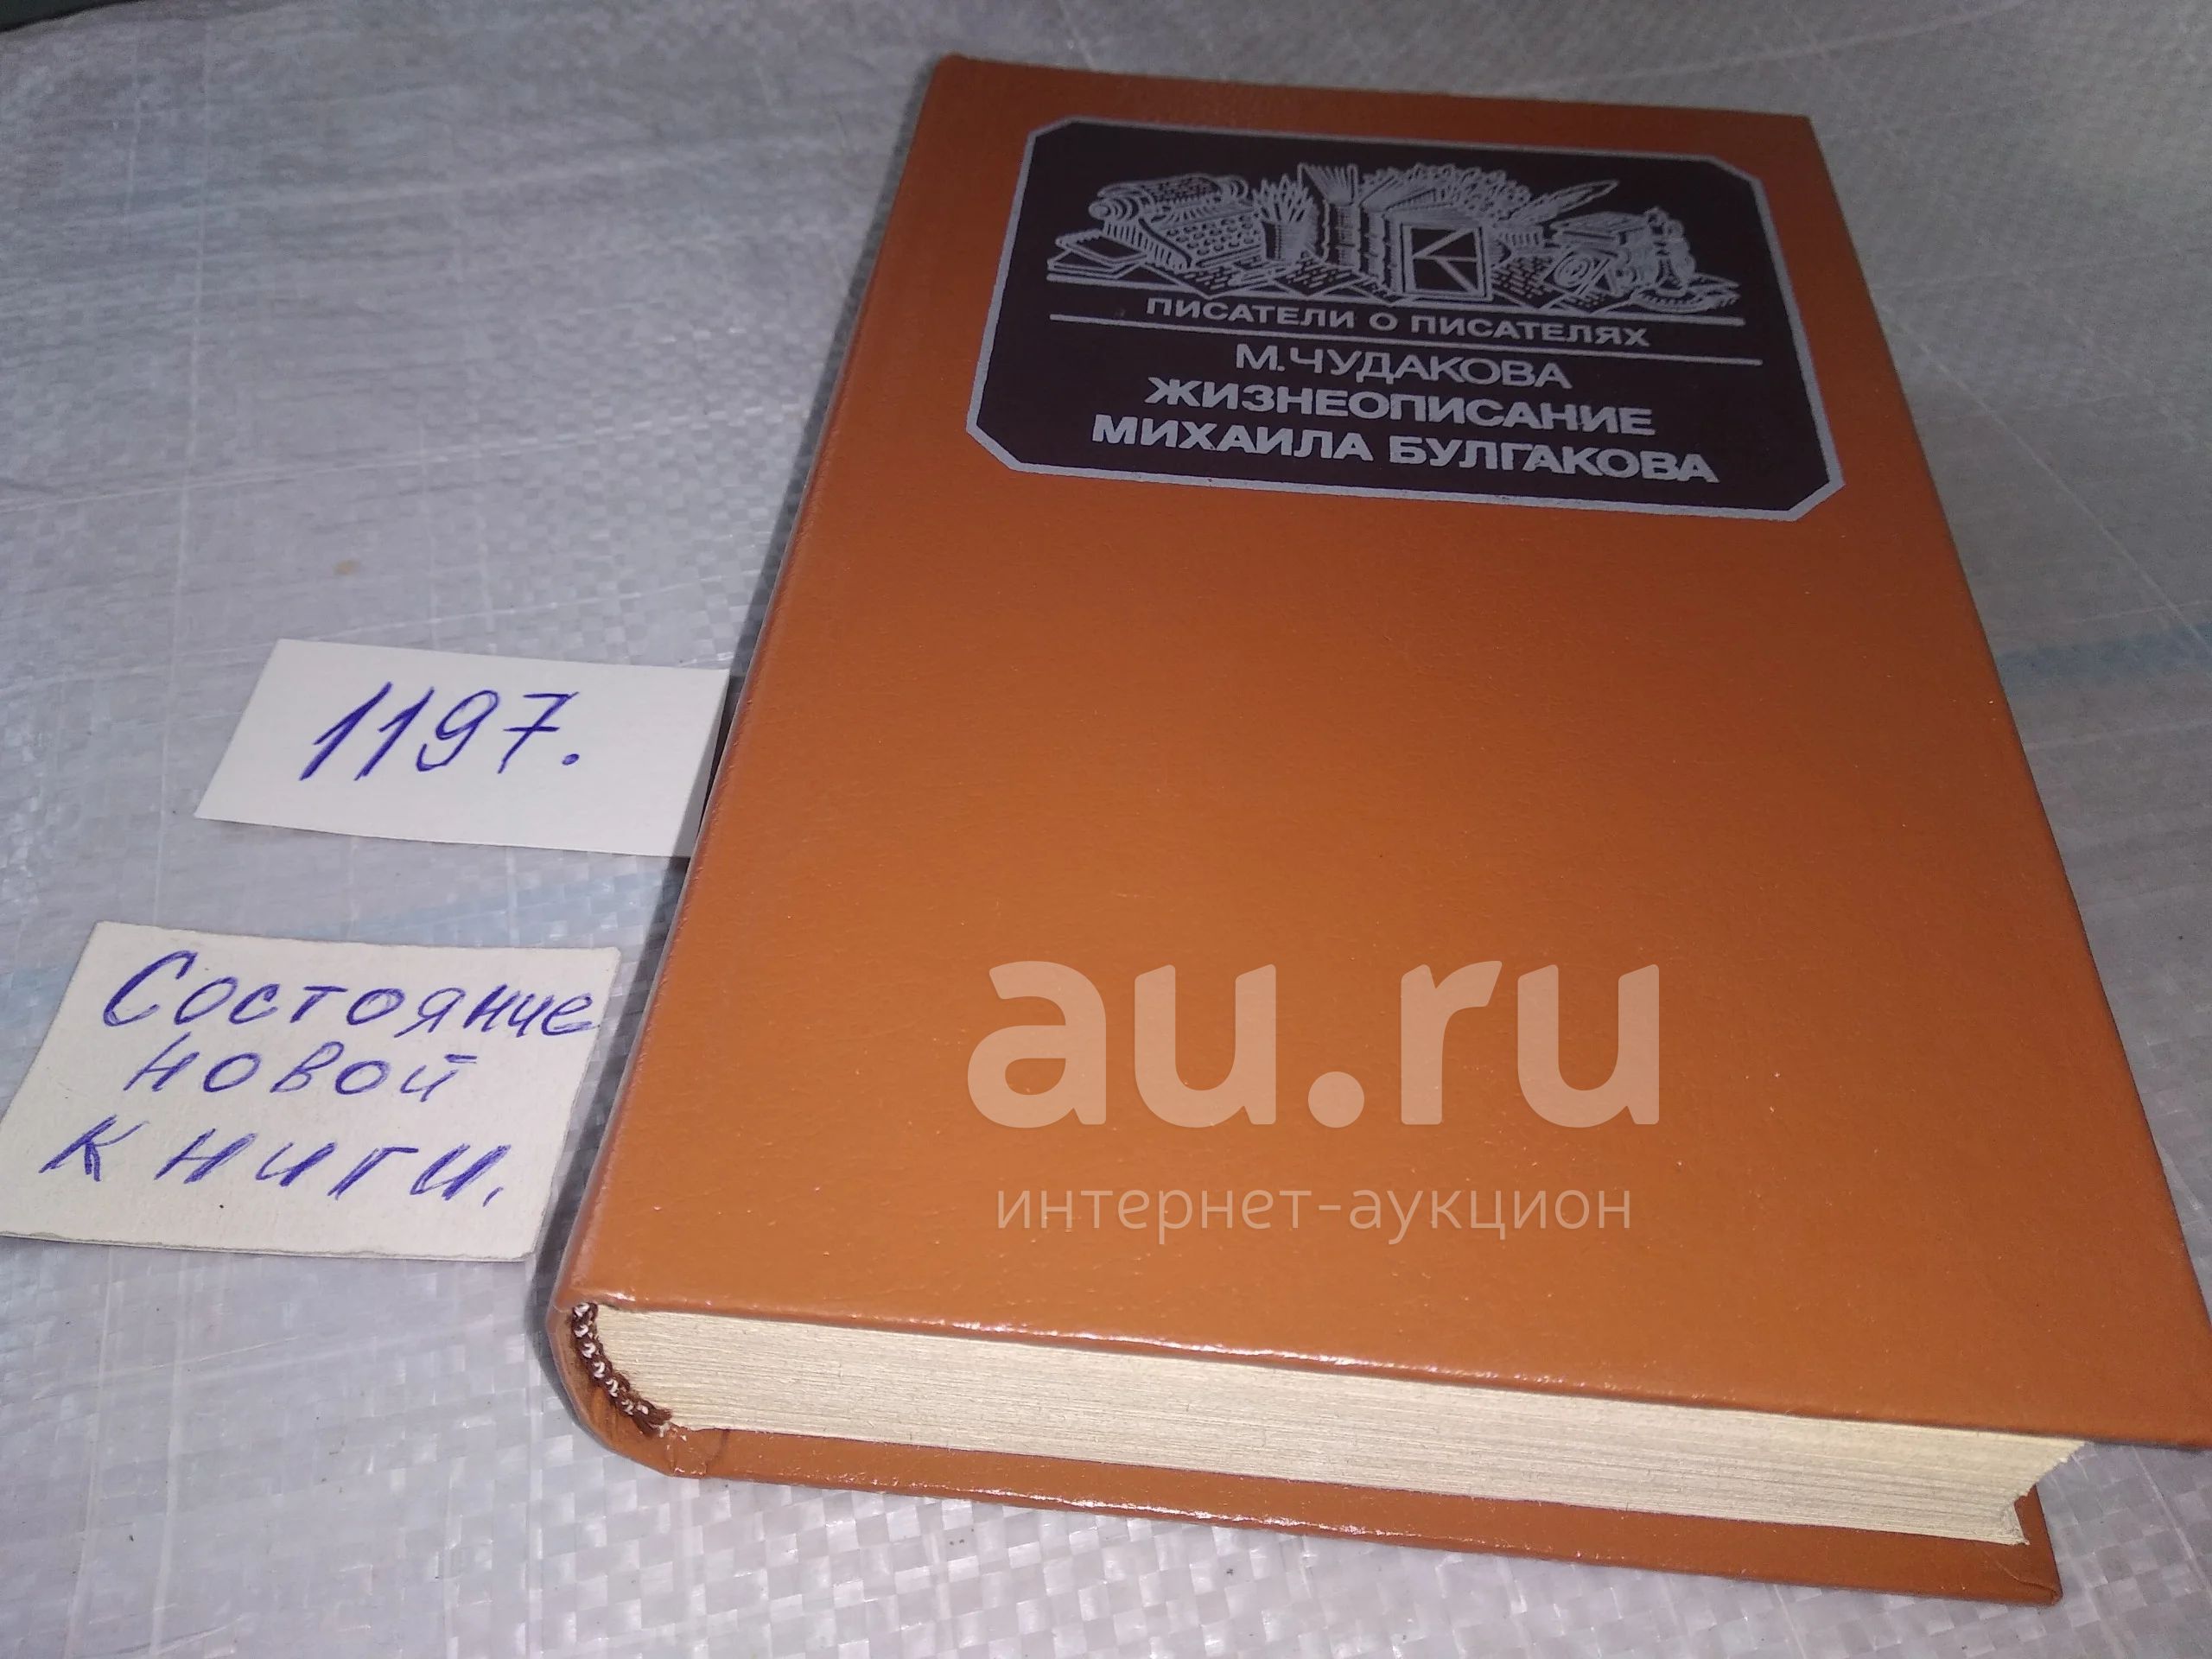 ПИСАТЕЛИ О ПИСАТЕЛЯХ
М.ЧУДАКОВА
ЖИЗНЕОПИСАНИЕ
МИХАИЛА БУЛГАКОВА
1197.
Состояние
новой
книги.
au.ru
интернет-аукцион